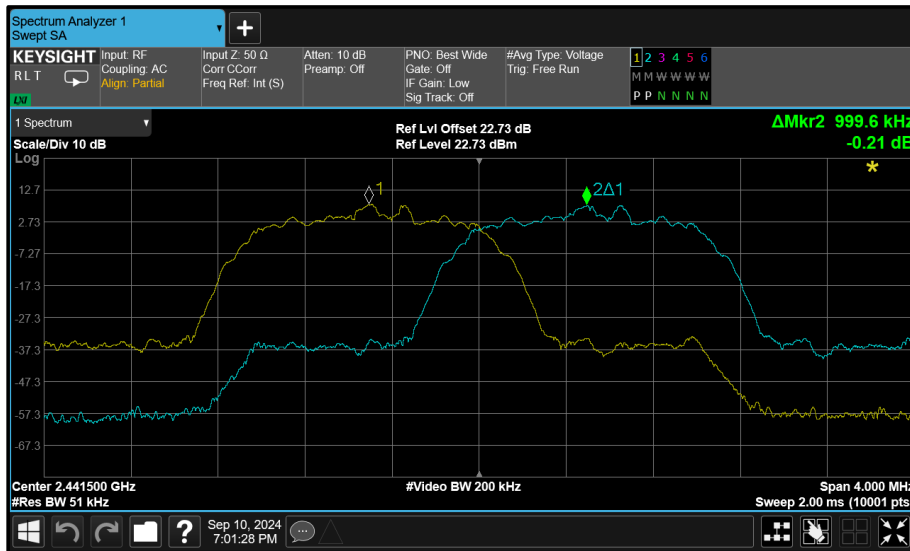 Spectrum Analyzer 1
Swept SA
+
KEYSIGHT
RLT
LXI
Input: RF
Coupling: AC
Align: Partial
Input Z: 50 Ω
Corr CCorr
Freq Ref: Int (S)
Atten: 10 dB
Preamp: Off
PNO: Best Wide
Gate: Off
IF Gain: Low
Sig Track: Off
#Avg Type: Voltage
Trig: Free Run
1 2 3 4 5 6
M M W W W W
P P N N N N
1 Spectrum
Scale/Div 10 dB
Log
Ref Lvl Offset 22.73 dB
Ref Level 22.73 dBm
ΔMkr2 999.6 kHz
-0.21 dB
*
1
2Δ1
12.7
2.73
-7.27
-17.3
-27.3
-37.3
-47.3
-57.3
-67.3
Center 2.441500 GHz
#Video BW 200 kHz
Span 4.000 MHz
#Res BW 51 kHz
Sweep 2.00 ms (10001 pts
?
Sep 10, 2024
7:01:28 PM